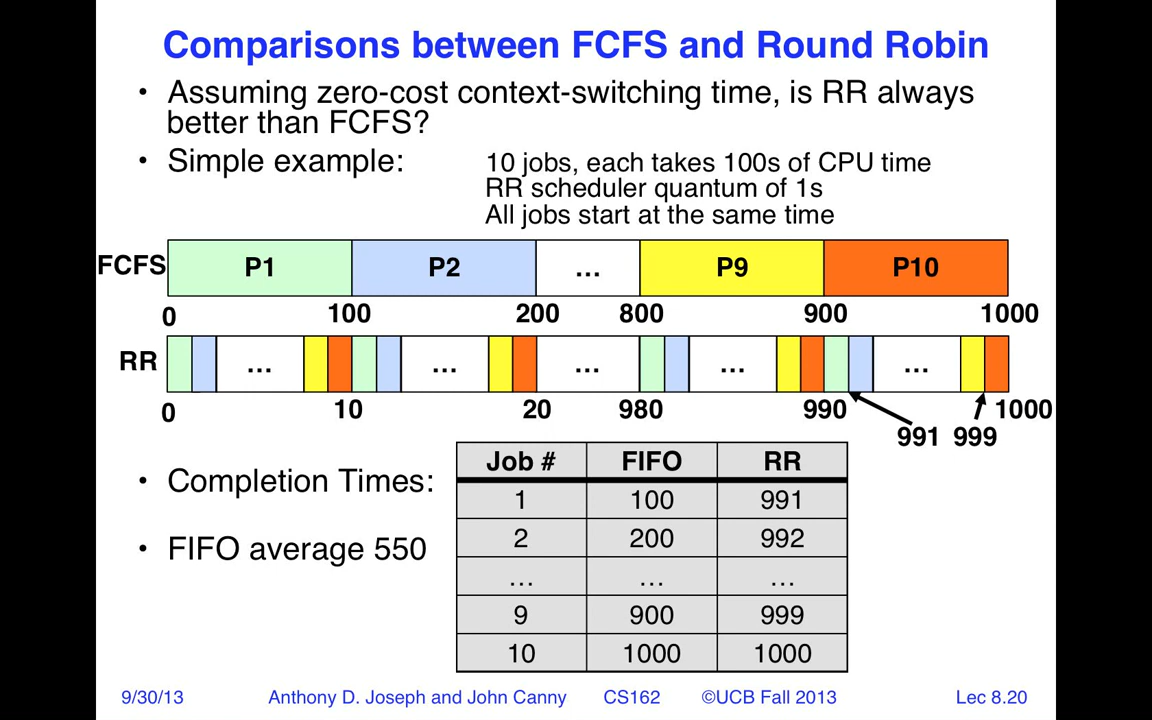 Comparisons between FCFS and Round Robin
• Assuming zero-cost context-switching time, is RR always
better than FCFS?
• Simple example:
10 jobs, each takes 100s of CPU time
RR scheduler quantum of 1s
All jobs start at the same time
FCFS P1 P2 … P9 P10
0 100 200 800 900 1000
RR … … … … …
0 10 20 980 990 1000
991 999
• Completion Times:
• FIFO average 550
Job # FIFO RR
1 100 991
2 200 992
… … …
9 900 999
10 1000 1000
9/30/13 Anthony D. Joseph and John Canny CS162 ©UCB Fall 2013 Lec 8.20